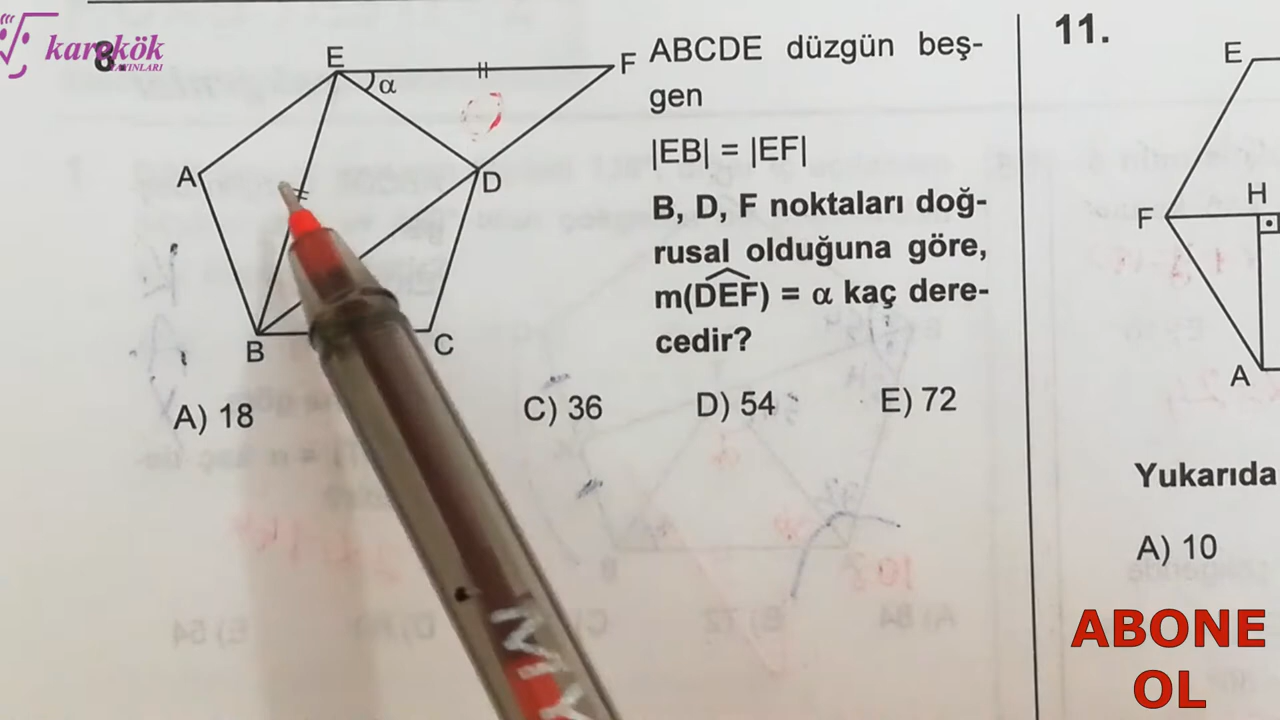 karekök
YAYINLARI
8.
E
F
α
A
D
B
C
ABCDE düzgün beş-
gen
|EB| = |EF|
B, D, F noktaları doğ-
rusal olduğuna göre,
m(DEF) = α kaç dere-
cedir?
A) 18
C) 36
D) 54
E) 72
11.
E
F
H
A
Yukarıda
A) 10
ABONE
OL